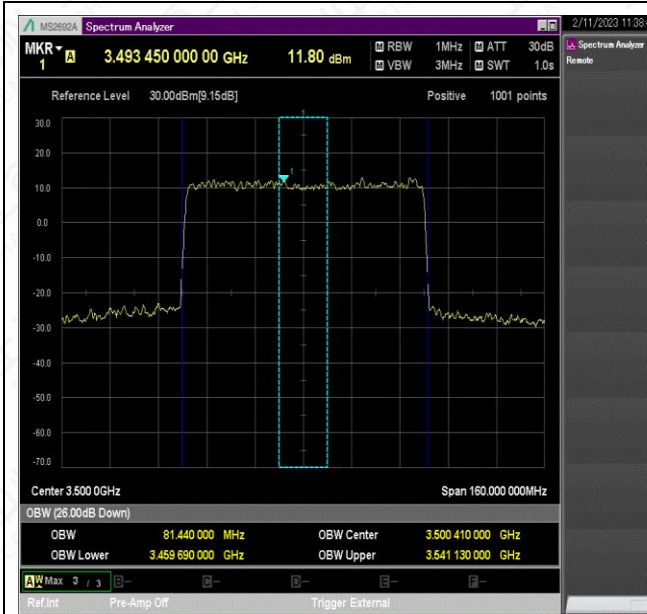 MS2692A Spectrum Analyzer
2/11/2023 11:38
MKR 1 A 3.493 450 000 00 GHz 11.80 dBm
M RBW 1MHz M ATT 30dB
M VBW 3MHz M SWT 1.0s
Spectrum Analyzer
Remote
Reference Level 30.00dBm[9.15dB] Positive 1001 points
30.0
20.0
10.0
0.0
-10.0
-20.0
-30.0
-40.0
-50.0
-60.0
-70.0
1
Center 3.500 0GHz Span 160.000 000MHz
OBW (26.00dB Down)
OBW 81.440 000 MHz OBW Center 3.500 410 000 GHz
OBW Lower 3.459 690 000 GHz OBW Upper 3.541 130 000 GHz
A W Max 3 / 3 B- C- D- E- F-
Ref.Int Pre-Amp Off Trigger External